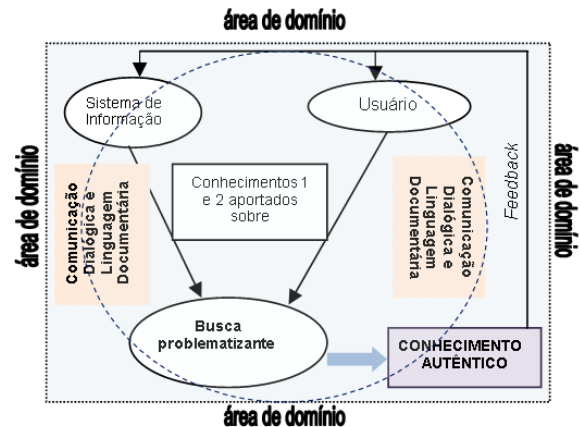 área de domínio
Sistema de
Informação
Usuário
área de domínio
Comunicação
Dialógica e
Linguagem
Documentária
Conhecimentos 1
e 2 aportados
sobre
Comunicação
Dialógica e
Linguagem
Documentária
Feedback
área de domínio
Busca
problematizante
CONHECIMENTO
AUTÊNTICO
área de domínio